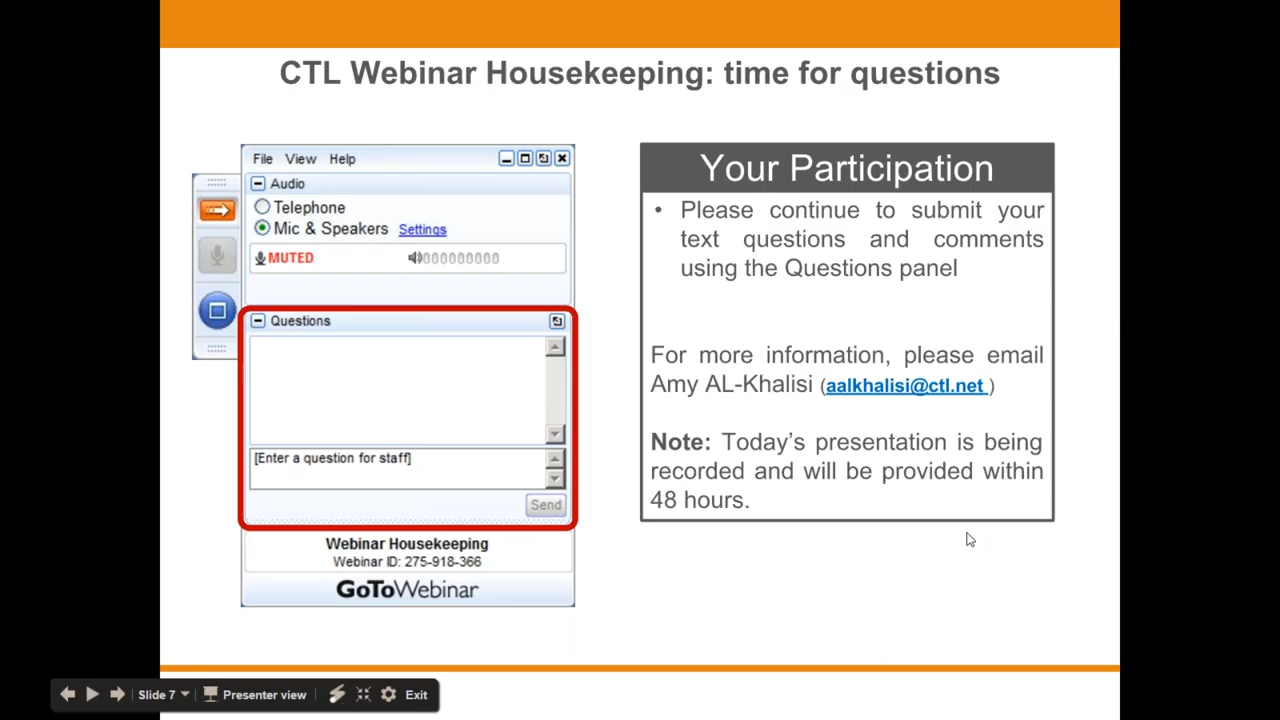 CTL Webinar Housekeeping: time for questions
File View Help
Audio
Telephone
Mic & Speakers Settings
MUTED 000000000
Questions
[Enter a question for staff]
Send
Webinar Housekeeping
Webinar ID: 275-918-366
GoToWebinar
Your Participation
• Please continue to submit your
text questions and comments
using the Questions panel
For more information, please email
Amy AL-Khalisi (aalkhalisi@ctl.net )
Note: Today's presentation is being
recorded and will be provided within
48 hours.
Slide 7 Presenter view Exit